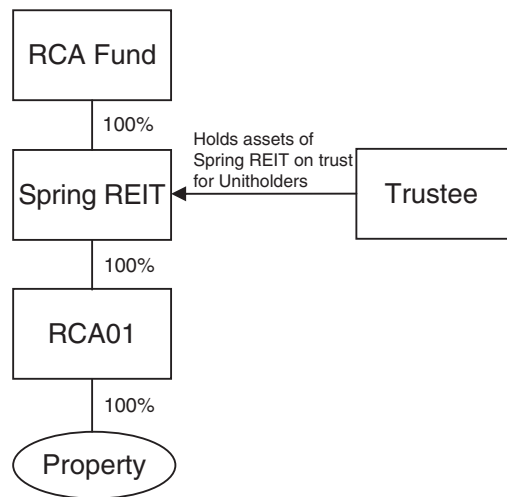 RCA Fund
100%
Holds assets of
Spring REIT on trust
for Unitholders
Spring REIT
Trustee
100%
RCA01
100%
Property